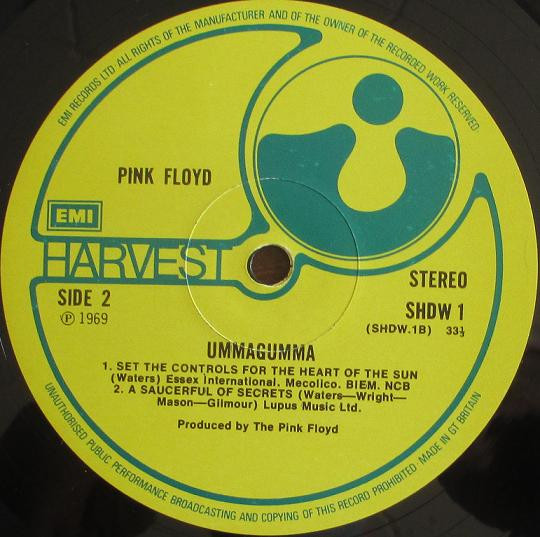 EMI RECORDS LTD ALL RIGHTS OF THE MANUFACTURER AND OF THE OWNER OF THE RECORDED WORK RESERVED
PINK FLOYD
EMI
HARVEST
STEREO
SIDE 2
SHDW 1
℗ 1969
(SHDW.1B) 33⅓
UMMAGUMMA
1. SET THE CONTROLS FOR THE HEART OF THE SUN
(Waters) Essex International. Mecolico. BIEM. NCB
2. A SAUCERFUL OF SECRETS (Waters—Wright—
Mason—Gilmour) Lupus Music Ltd.
Produced by The Pink Floyd
UNAUTHORISED PUBLIC PERFORMANCE BROADCASTING AND COPYING OF THIS RECORD PROHIBITED · MADE IN GT BRITAIN